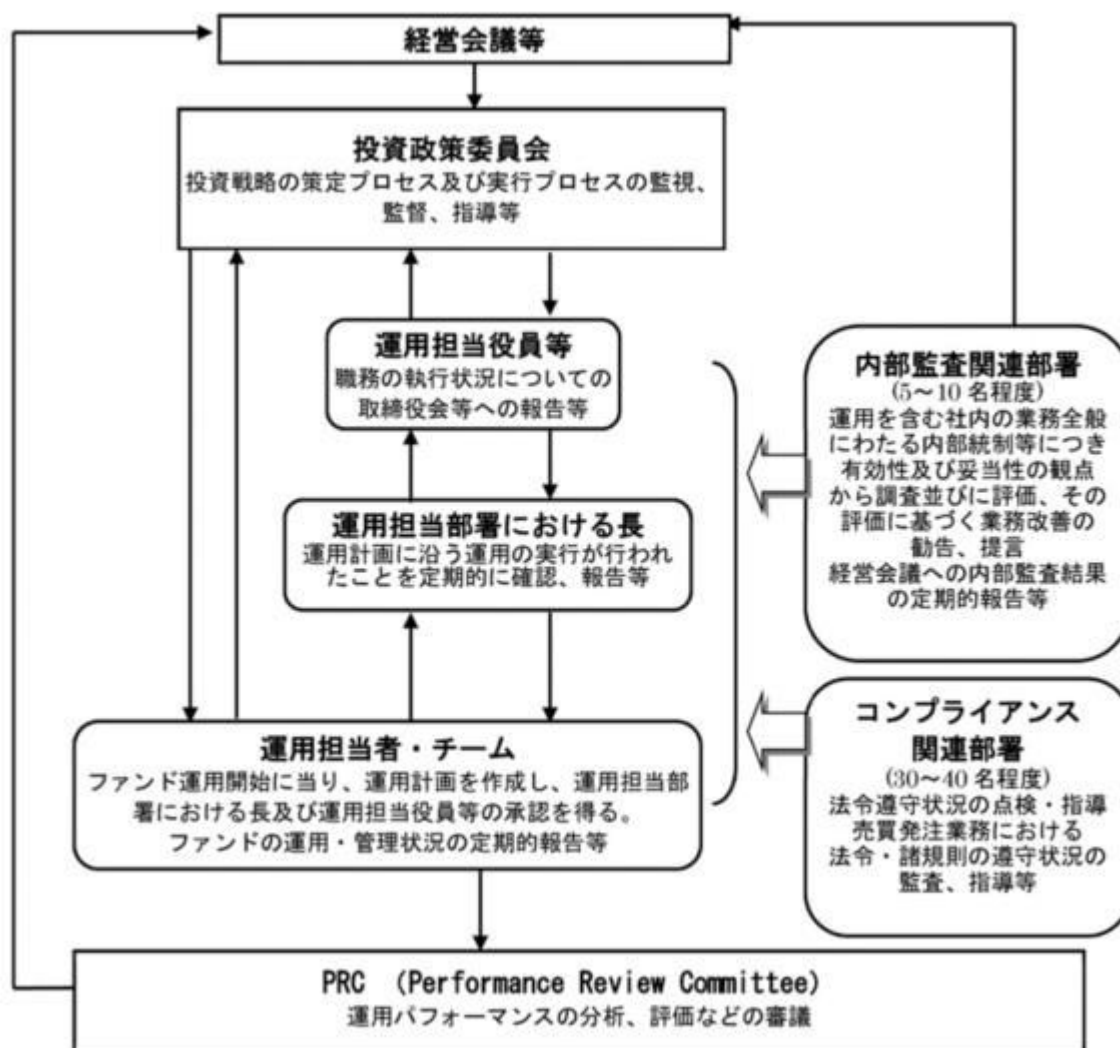 経営会議等
投資政策委員会
投資戦略の策定プロセス及び実行プロセスの監視、
監督、指導等
運用担当役員等
職務の執行状況についての
取締役会等への報告等
運用担当部署における長
運用計画に沿う運用の実行が行われ
たことを定期的に確認、報告等
運用担当者・チーム
ファンド運用開始に当り、運用計画を作成し、運用担当部
署における長及び運用担当役員等の承認を得る。
ファンドの運用・管理状況の定期的報告等
内部監査関連部署
(5～10 名程度)
運用を含む社内の業務全般
にわたる内部統制等につき
有効性及び妥当性の観点
から調査並びに評価、その
評価に基づく業務改善の
勧告、提言
経営会議への内部監査結果
の定期的報告等
コンプライアンス
関連部署
(30～40 名程度)
法令遵守状況の点検・指導
売買発注業務における
法令・諸規則の遵守状況の
監査、指導等
PRC (Performance Review Committee)
運用パフォーマンスの分析、評価などの審議